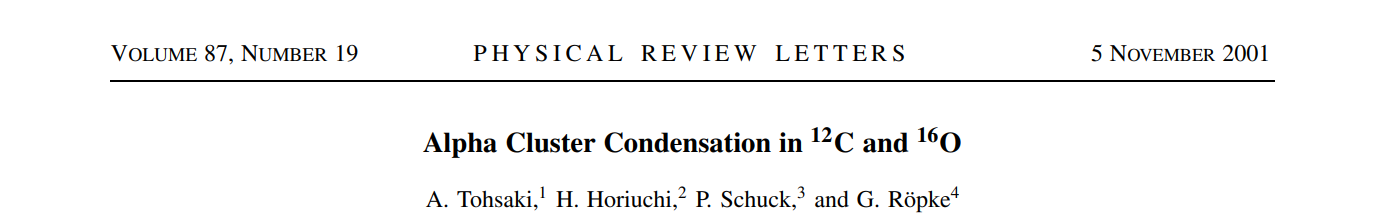 VOLUME 87, NUMBER 19 PHYSICAL REVIEW LETTERS 5 NOVEMBER 2001
Alpha Cluster Condensation in ¹²C and ¹⁶O
A. Tohsaki,¹ H. Horiuchi,² P. Schuck,³ and G. Röpke⁴